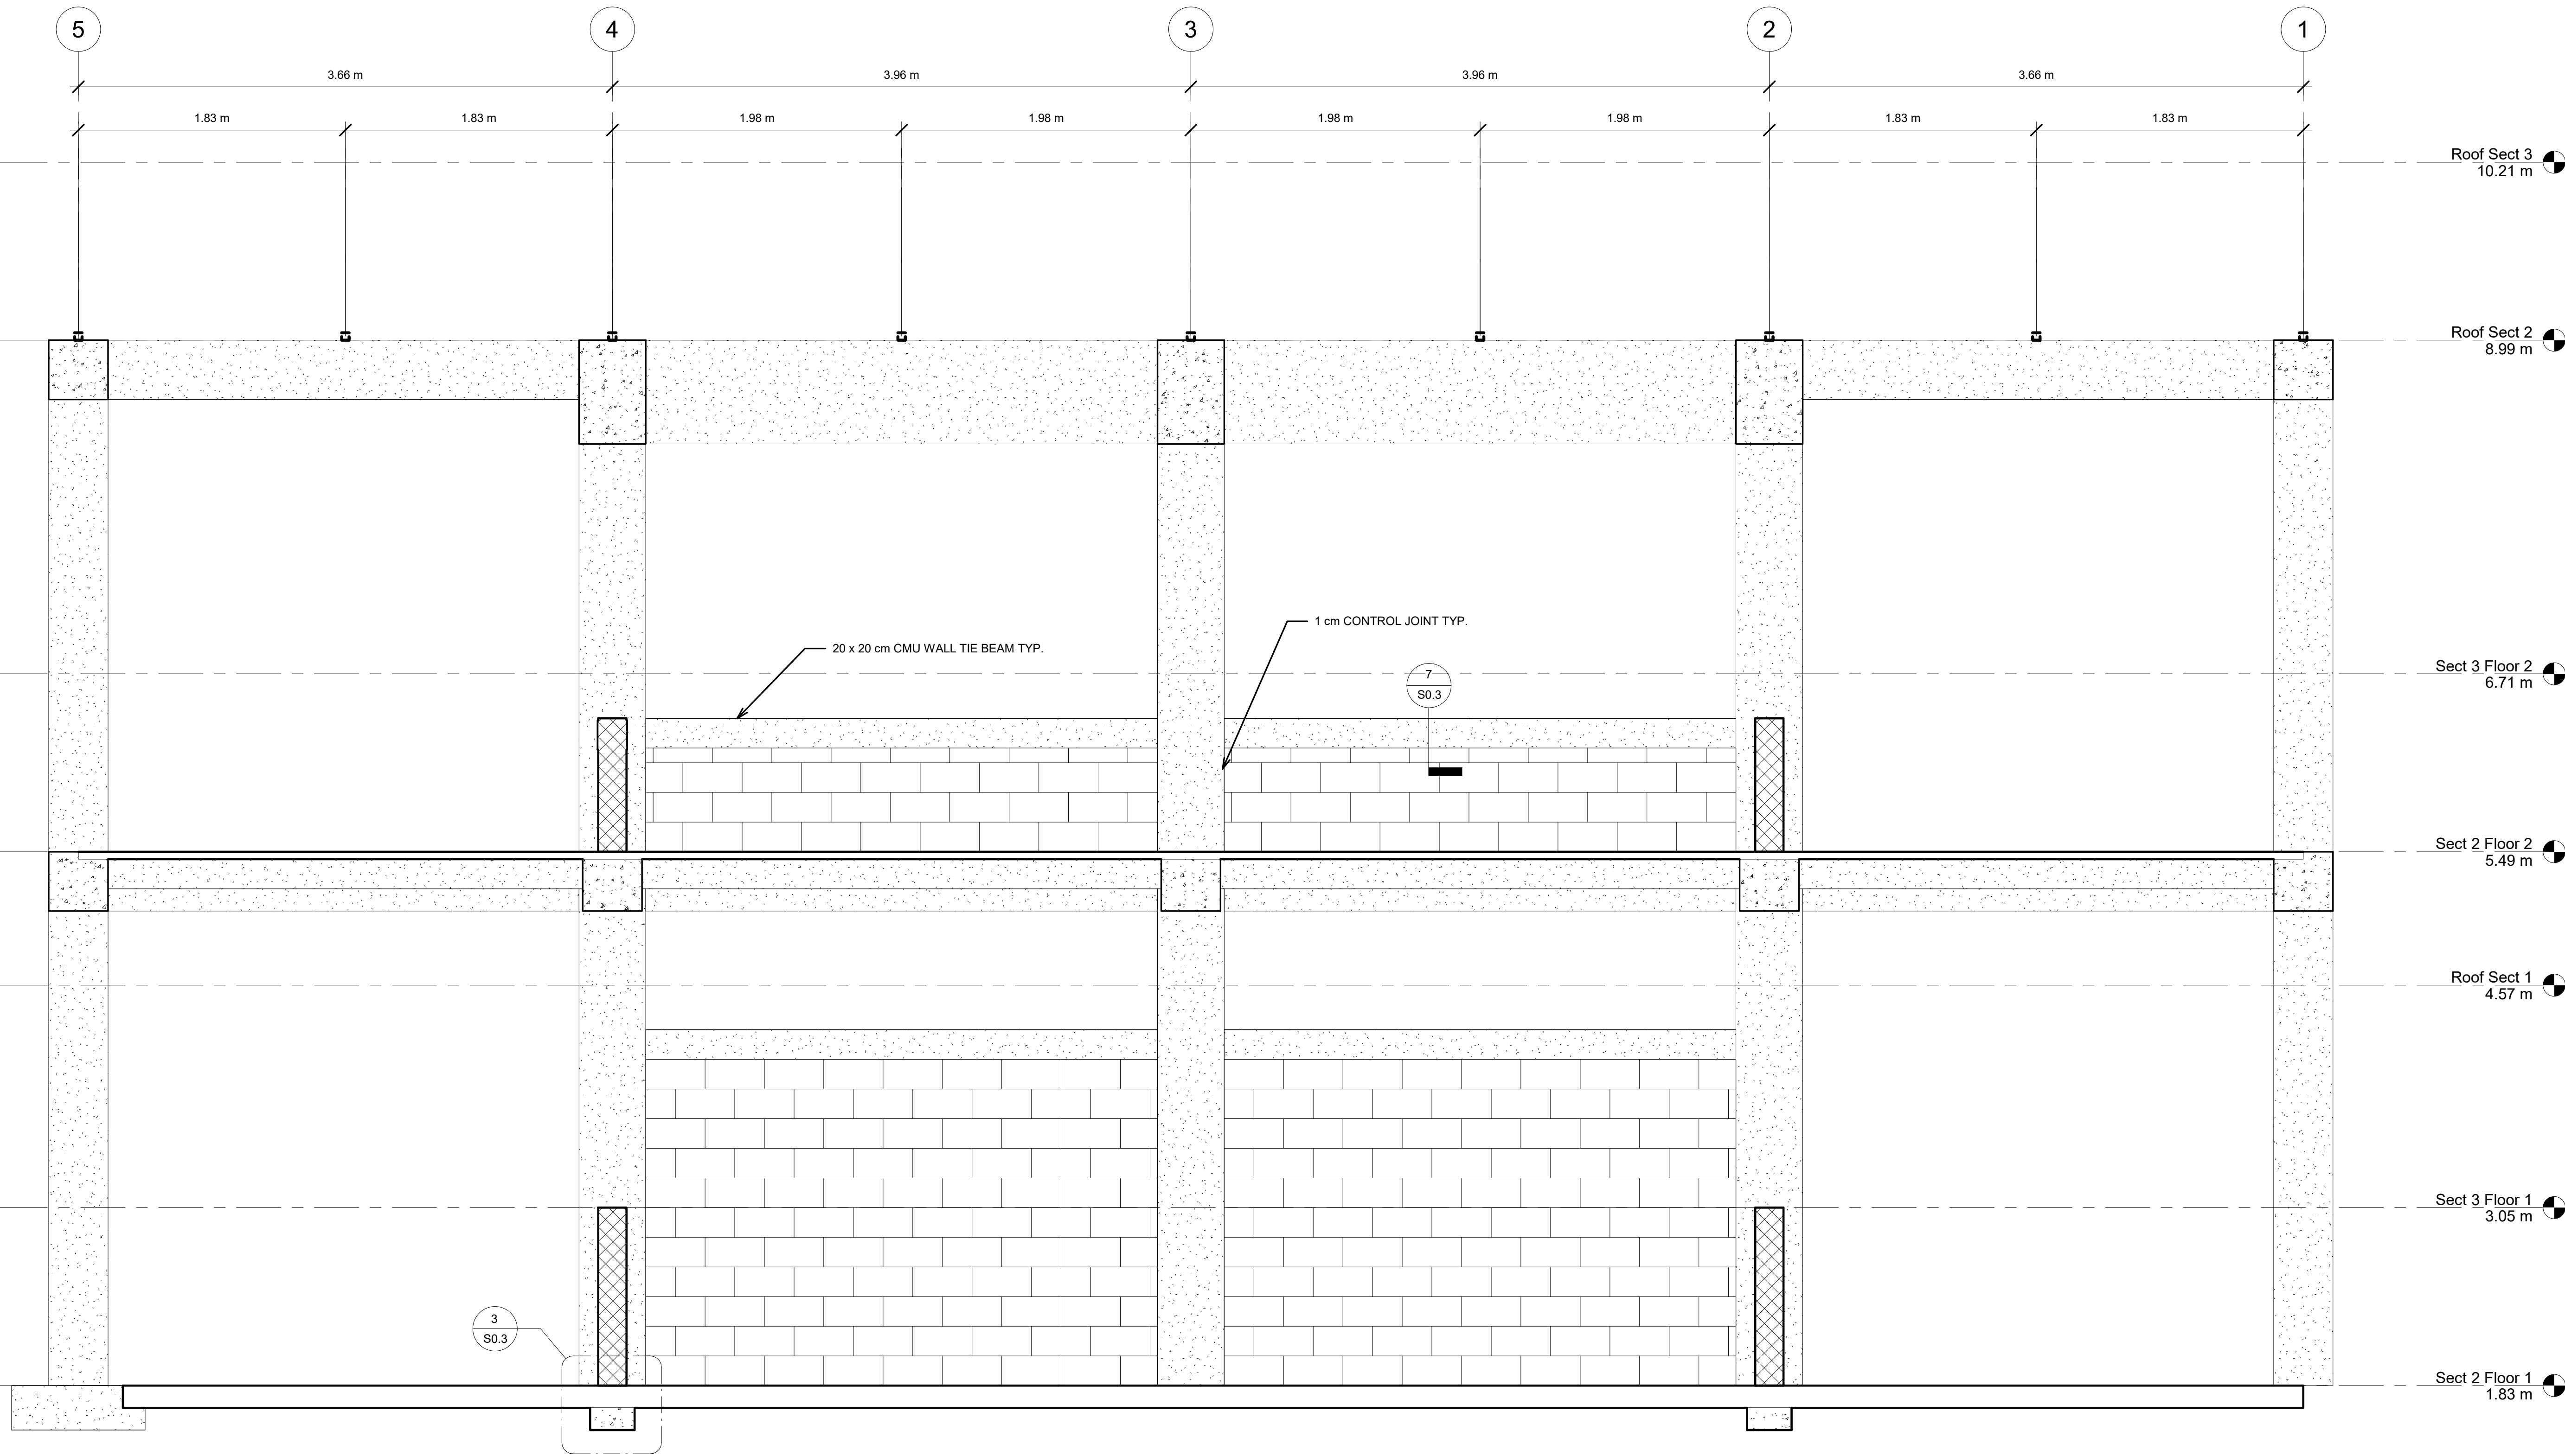 5
4
3
2
1
3.66 m
3.96 m
3.96 m
3.66 m
1.83 m
1.83 m
1.98 m
1.98 m
1.98 m
1.98 m
1.83 m
1.83 m
Roof Sect 3
10.21 m
Roof Sect 2
8.99 m
1 cm CONTROL JOINT TYP.
20 x 20 cm CMU WALL TIE BEAM TYP.
7
S0.3
Sect 3 Floor 2
6.71 m
Sect 2 Floor 2
5.49 m
Roof Sect 1
4.57 m
Sect 3 Floor 1
3.05 m
3
S0.3
Sect 2 Floor 1
1.83 m